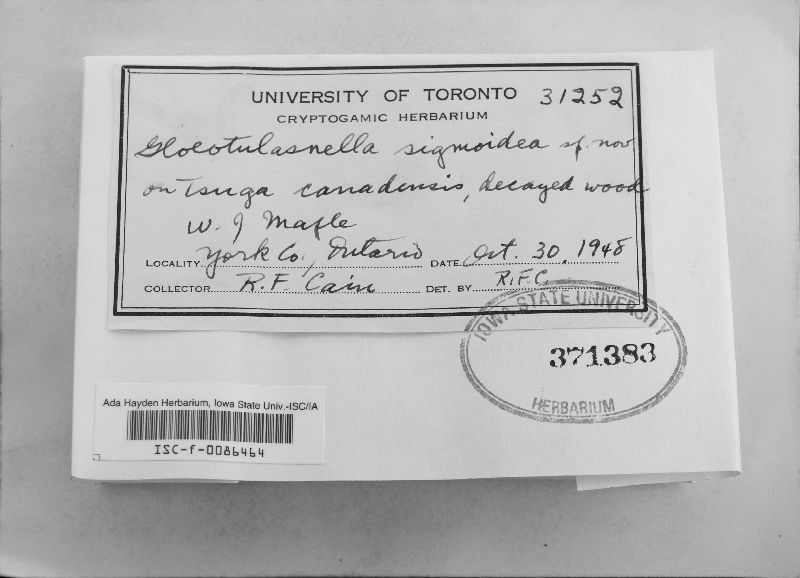 UNIVERSITY OF TORONTO 31252
CRYPTOGAMIC HERBARIUM
Gloeotulasnella sigmoidea sp. nov
on Tsuga canadensis, decayed wood
W. of Maple
LOCALITY York Co., Ontario DATE Oct. 30, 1948
COLLECTOR R.F. Cain DET. BY R.F.C.
IOWA STATE UNIVERSITY
371383
HERBARIUM
Ada Hayden Herbarium, Iowa State Univ.-ISC/IA
ISC-f-0086464